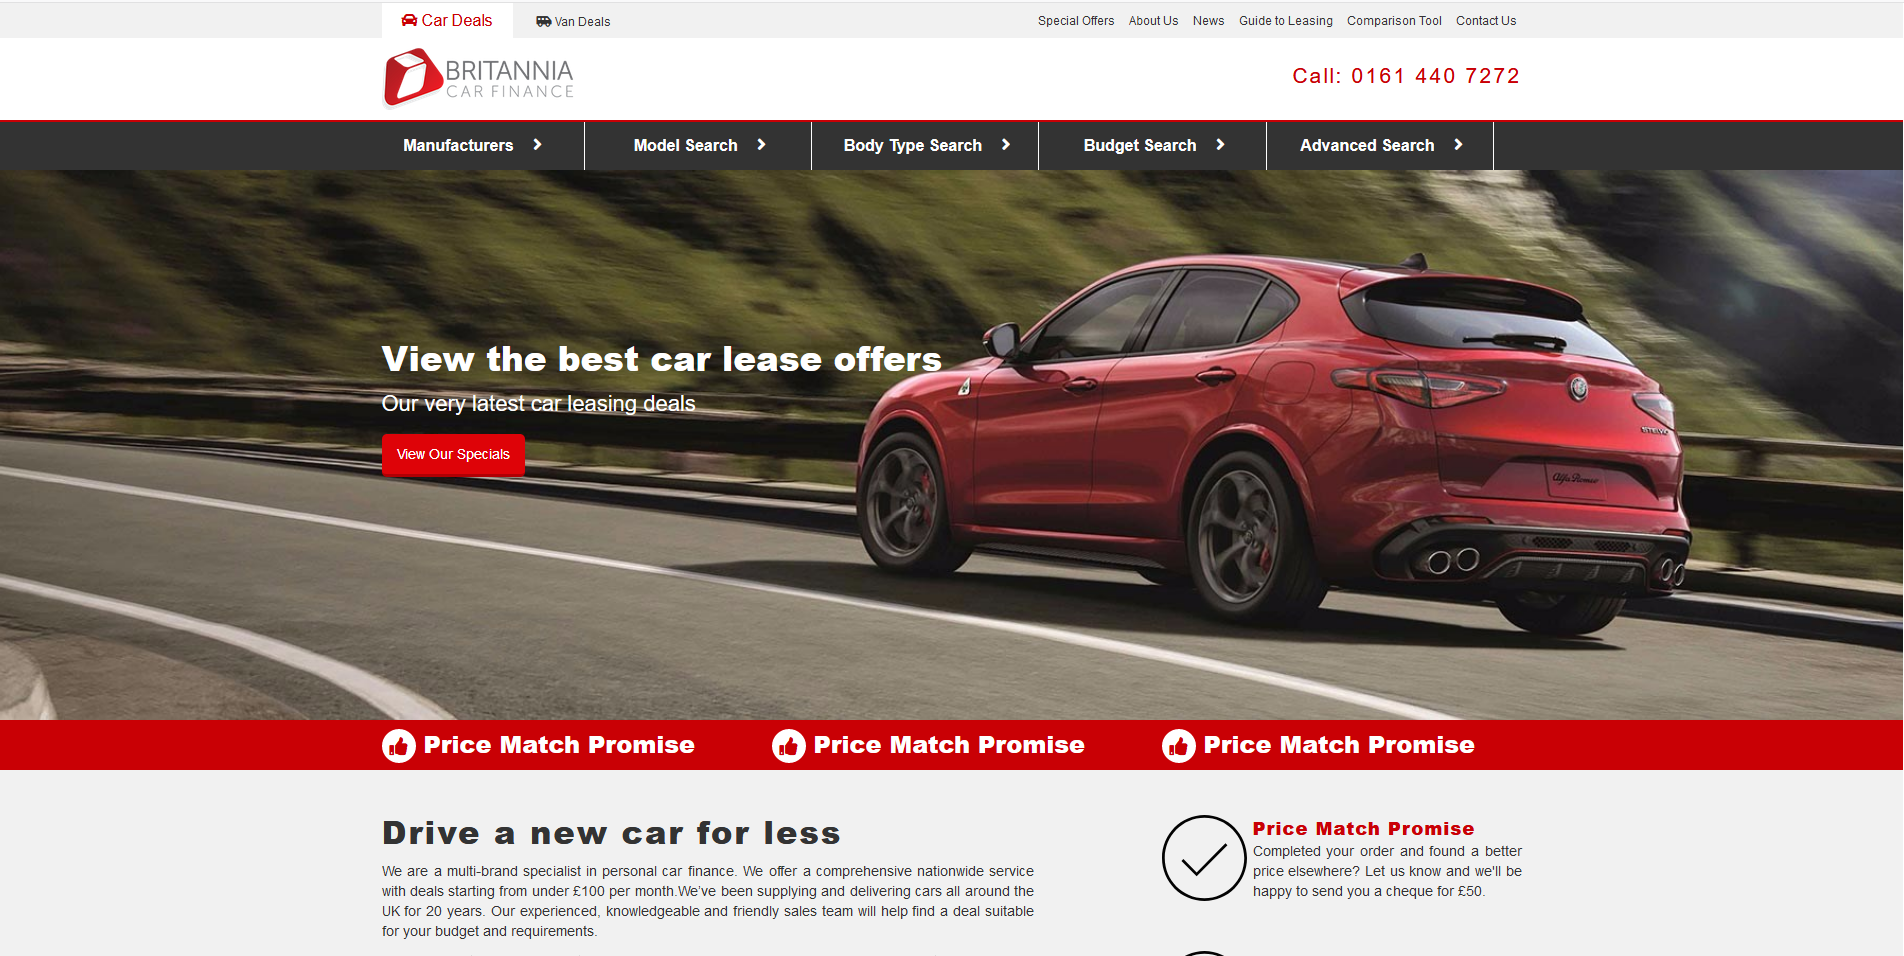 Car Deals
Van Deals
Special Offers
About Us
News
Guide to Leasing
Comparison Tool
Contact Us
BRITANNIA
CAR FINANCE
Call: 0161 440 7272
Manufacturers
Model Search
Body Type Search
Budget Search
Advanced Search
View the best car lease offers
Our very latest car leasing deals
View Our Specials
STELVIO
Alfa Romeo
Price Match Promise
Price Match Promise
Price Match Promise
Drive a new car for less
We are a multi-brand specialist in personal car finance. We offer a comprehensive nationwide service
with deals starting from under £100 per month.We've been supplying and delivering cars all around the
UK for 20 years. Our experienced, knowledgeable and friendly sales team will help find a deal suitable
for your budget and requirements.
Price Match Promise
Completed your order and found a better
price elsewhere? Let us know and we'll be
happy to send you a cheque for £50.